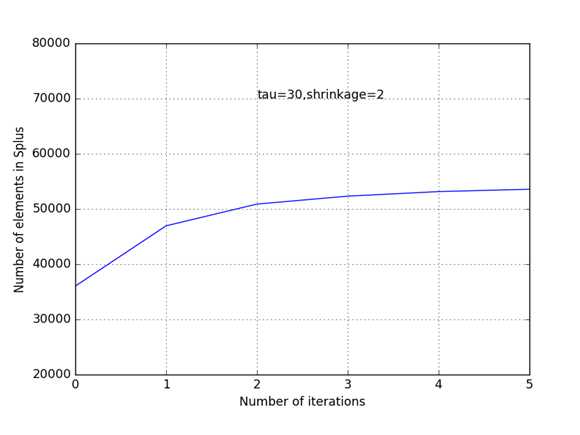 80000
70000
60000
50000
40000
30000
20000
Number of elements in Splus
tau=30,shrinkage=2
0 1 2 3 4 5
Number of iterations